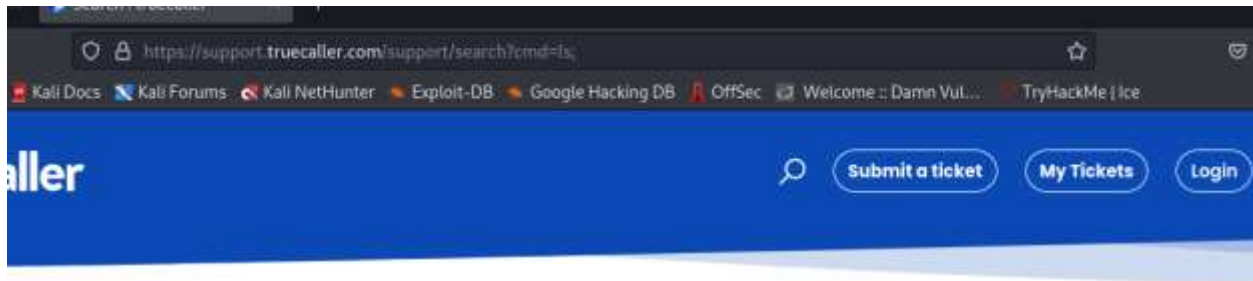 https://support.truecaller.com/support/search?cmd=ls;
Kali Docs Kali Forums Kali NetHunter Exploit-DB Google Hacking DB OffSec Welcome :: Damn Vul... TryHackMe | Ice
aller Submit a ticket My Tickets Login